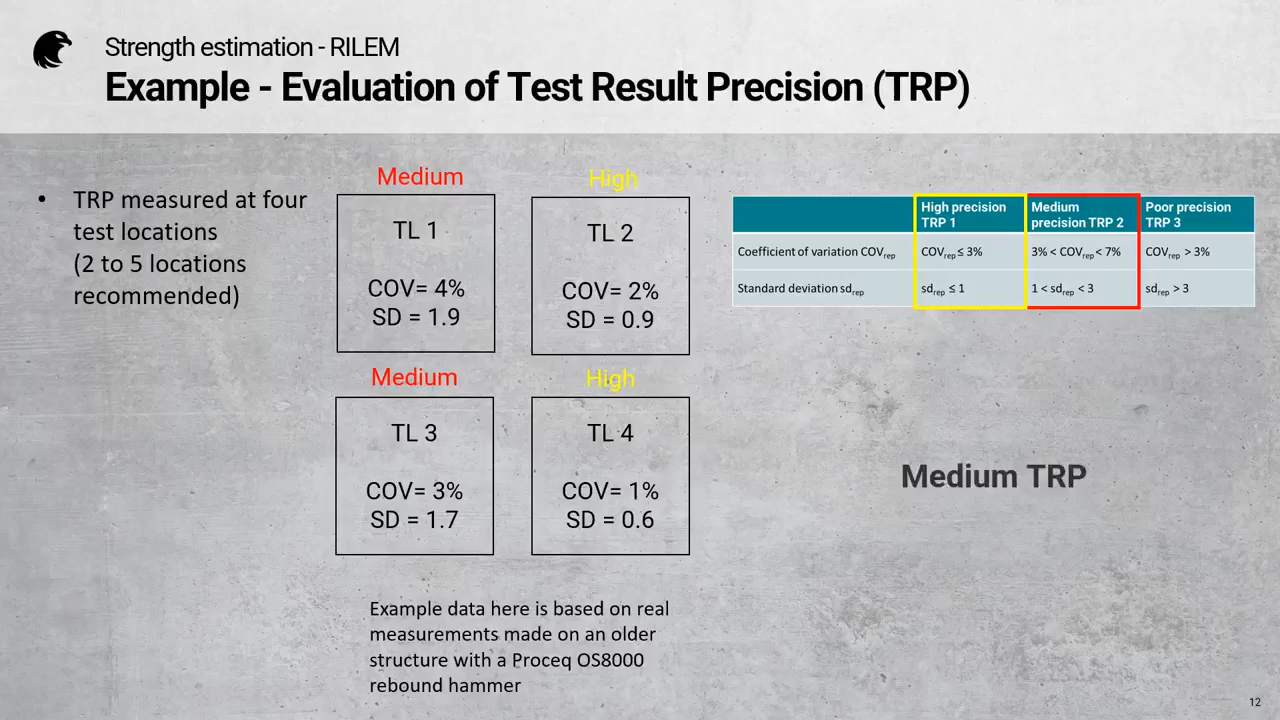 Strength estimation - RILEM
Example - Evaluation of Test Result Precision (TRP)
• TRP measured at four
test locations
(2 to 5 locations
recommended)
Medium
TL 1
COV= 4%
SD = 1.9
High
TL 2
COV= 2%
SD = 0.9
Medium
TL 3
COV= 3%
SD = 1.7
High
TL 4
COV= 1%
SD = 0.6
High precision TRP 1 Medium precision TRP 2 Poor precision TRP 3
Coefficient of variation COVrep COVrep ≤ 3% 3% < COVrep < 7% COVrep > 3%
Standard deviation sdrep sdrep ≤ 1 1 < sdrep < 3 sdrep > 3
Medium TRP
Example data here is based on real
measurements made on an older
structure with a Proceq OS8000
rebound hammer
12